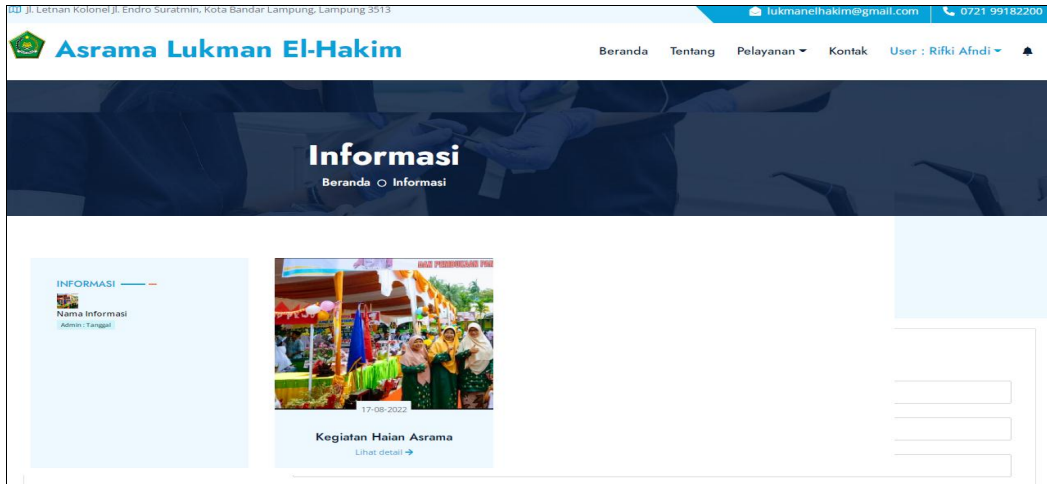 Jl. Letnan Kolonel Jl. Endro Suratmin, Kota Bandar Lampung, Lampung 3513
lukmanelhakim@gmail.com
0721 99182200
Asrama Lukman El-Hakim
Beranda Tentang Pelayanan Kontak User : Rifki Afndi
Informasi
Beranda Informasi
INFORMASI
Nama Informasi
Admin : Tanggal
17-08-2022
Kegiatan Haian Asrama
Lihat detail